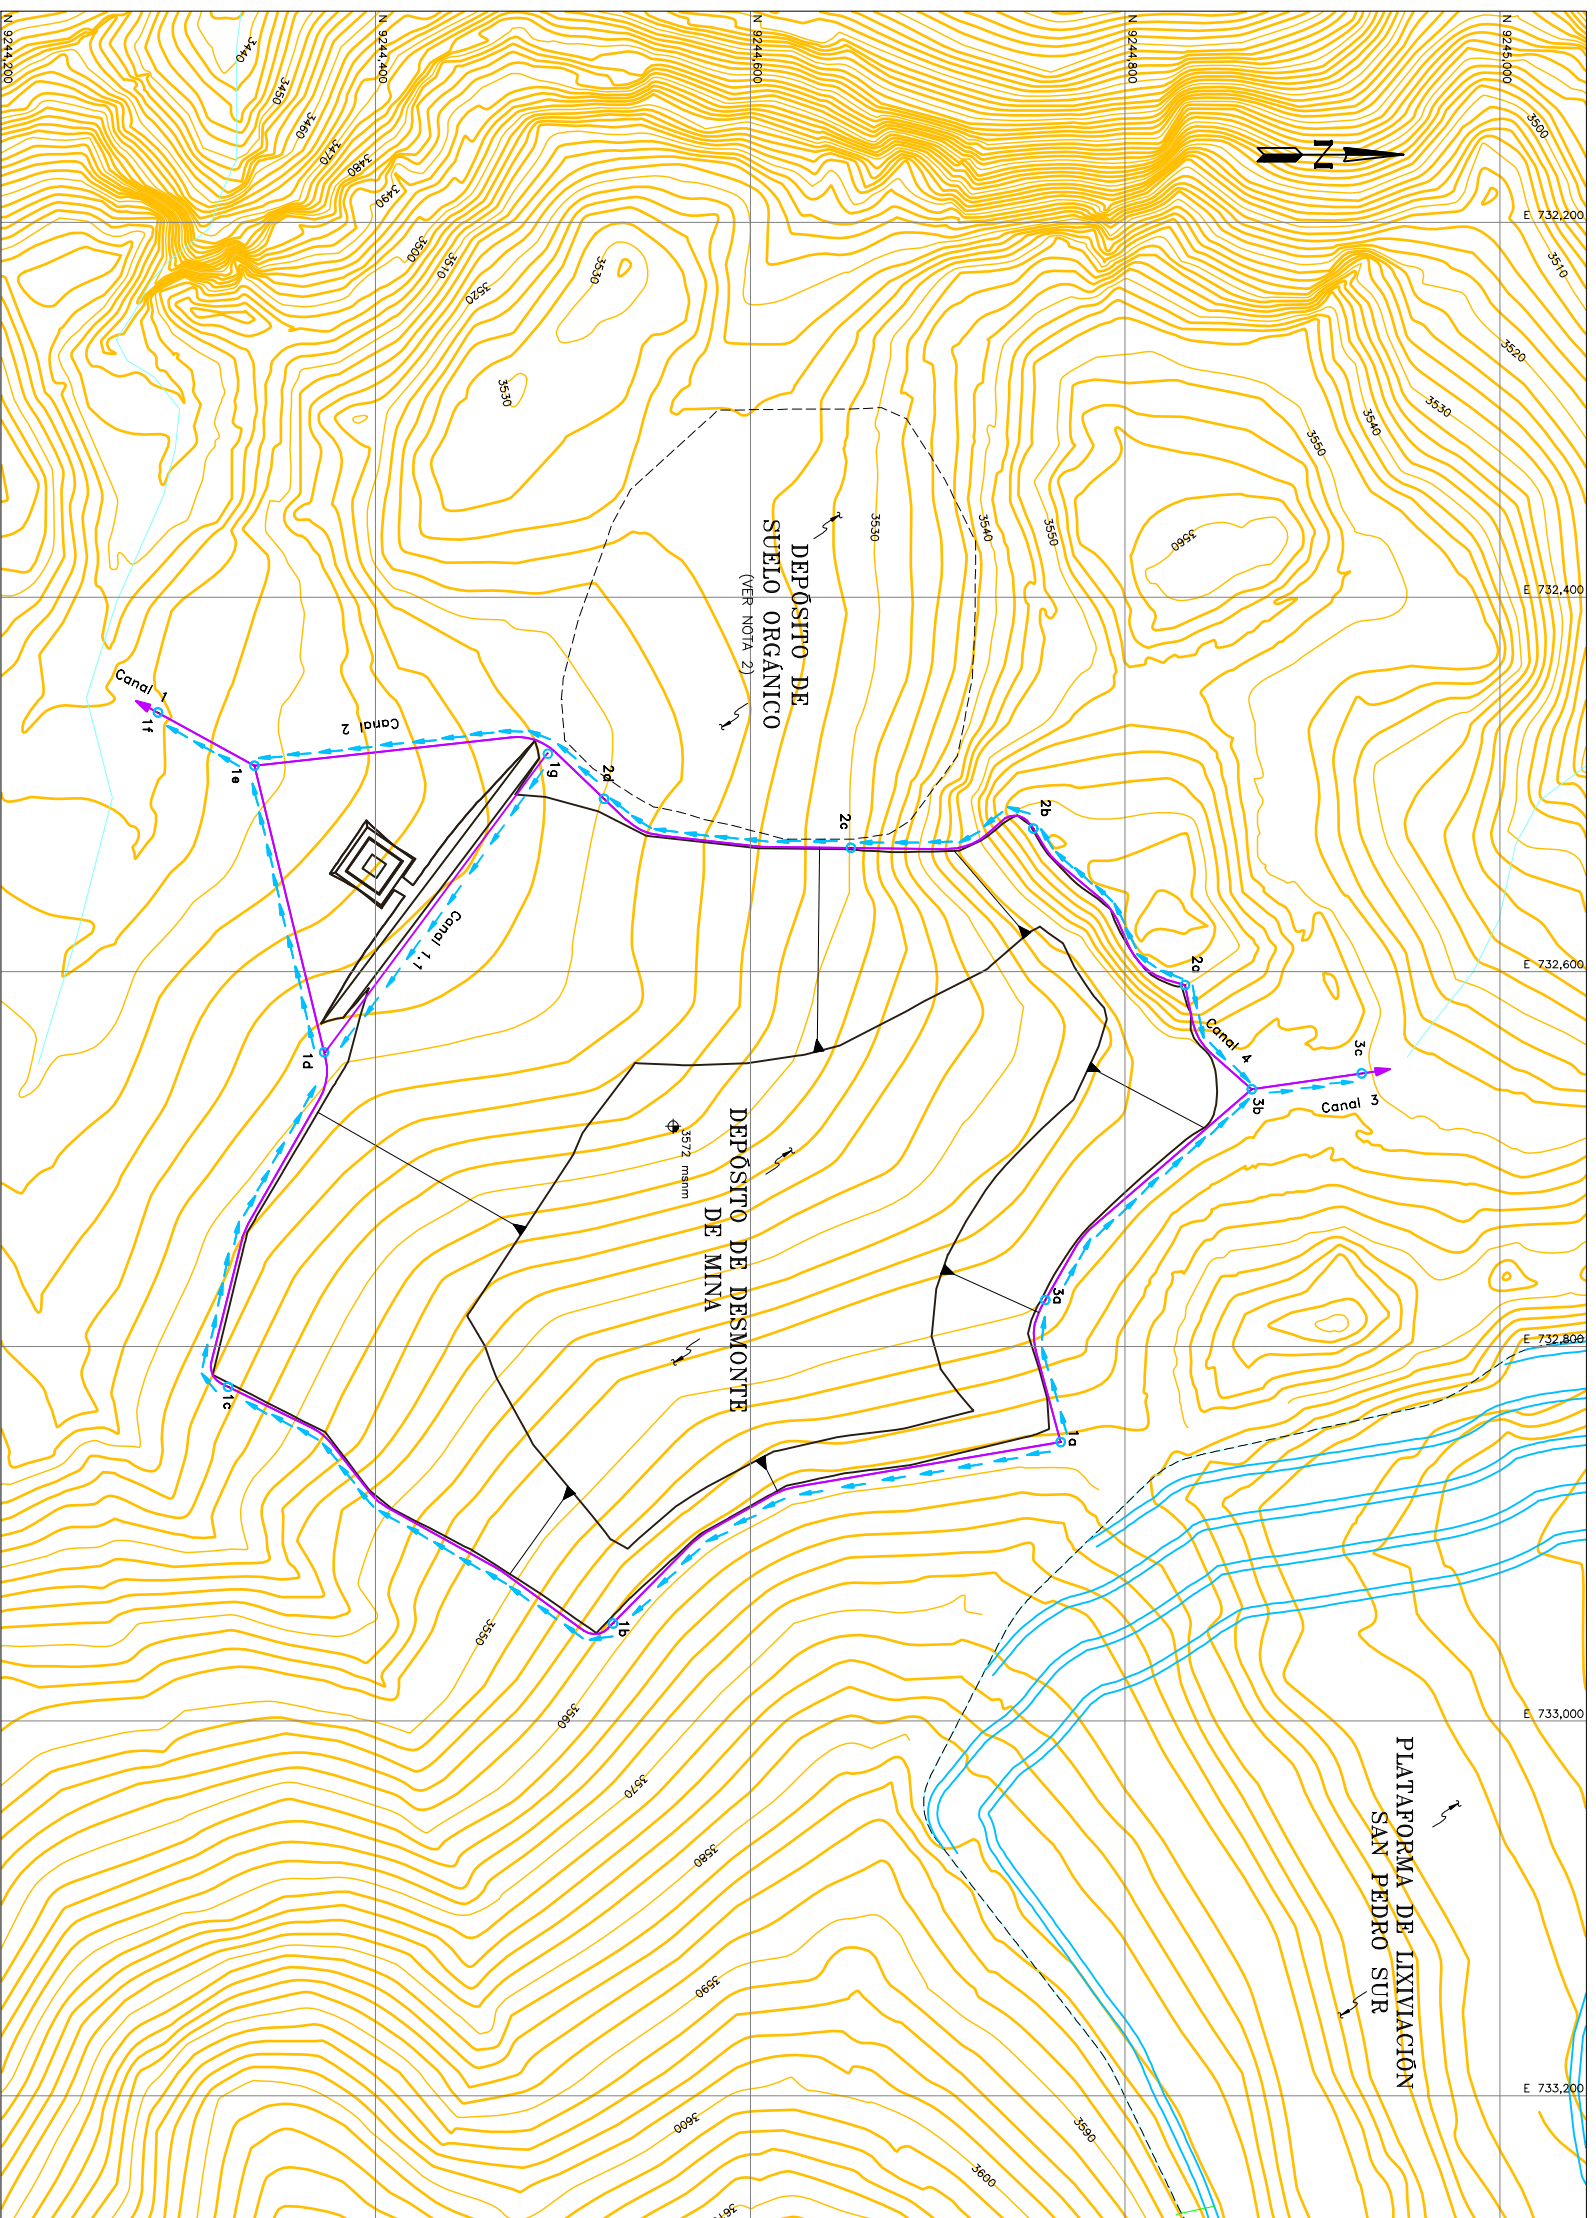 N 9244,200
N 9244,400
N 9244,600
N 9244,800
N 9245,000
E 732,200
E 732,400
E 732,600
E 732,800
E 733,000
E 733,200
N
3440
3450
3460
3470
3480
3490
3500
3510
3520
3530
3530
3500
3510
3520
3530
3540
3550
3560
3550
3540
3530
DEPÓSITO DE
SUELO ORGÁNICO
(VER NOTA 2)
Canal 1
1f
1e
Canal 2
1g
2d
2c
2b
2a
Canal 4
3c
3b
Canal 3
Canal 1.1
1d
3a
1a
1c
1b
3572 msnm
DEPÓSITO DE DESMONTE
DE MINA
3550
3560
3570
3580
3590
3600
3590
3600
PLATAFORMA DE LIXIVIACIÓN
SAN PEDRO SUR